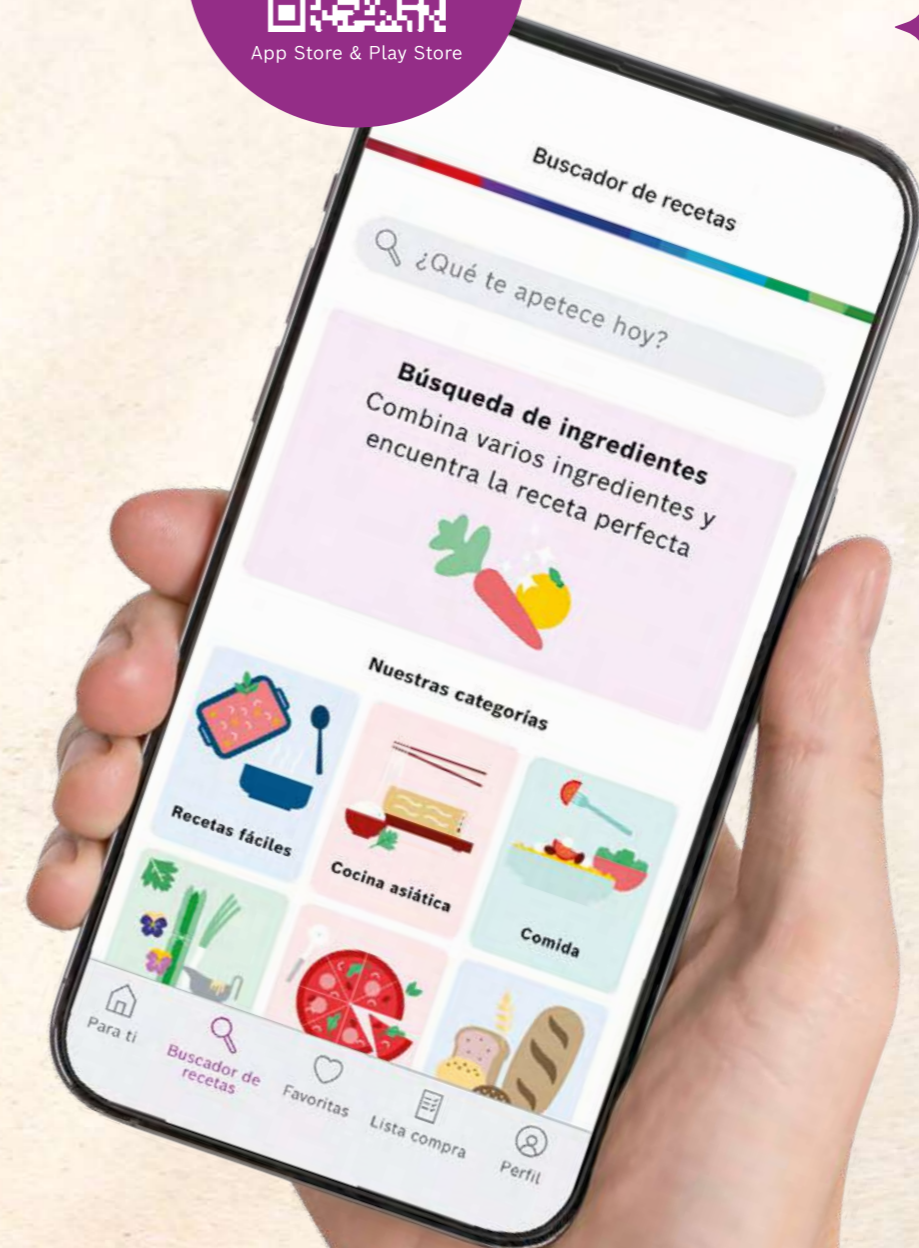 App Store & Play Store
Buscador de recetas
¿Qué te apetece hoy?
Búsqueda de ingredientes
Combina varios ingredientes y
encuentra la receta perfecta
Nuestras categorías
Recetas fáciles
Cocina asiática
Comida
Para ti
Buscador de
recetas
Favoritas
Lista compra
Perfil